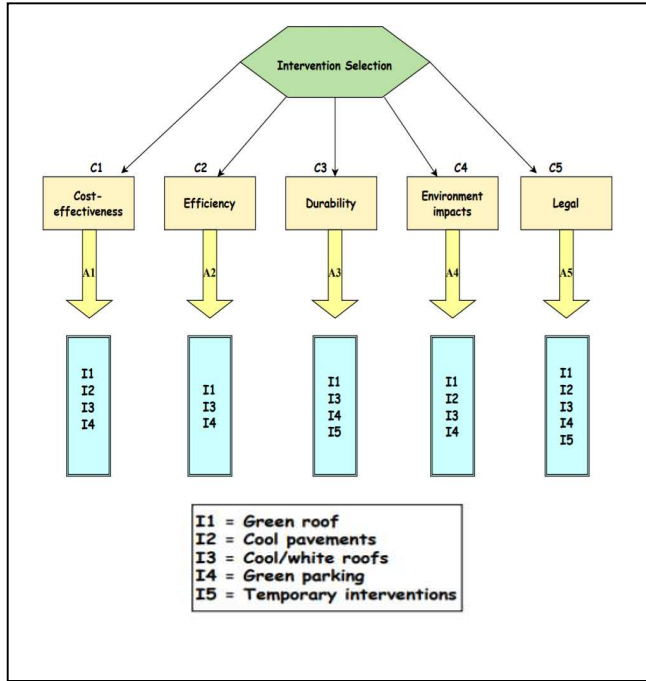 Intervention Selection
C1
C2
C3
C4
C5
Cost-
effectiveness
Efficiency
Durability
Environment
impacts
Legal
A1
A2
A3
A4
A5
I1
I2
I3
I4
I1
I3
I4
I1
I3
I4
I5
I1
I2
I3
I4
I1
I2
I3
I4
I5
I1 = Green roof
I2 = Cool pavements
I3 = Cool/white roofs
I4 = Green parking
I5 = Temporary interventions